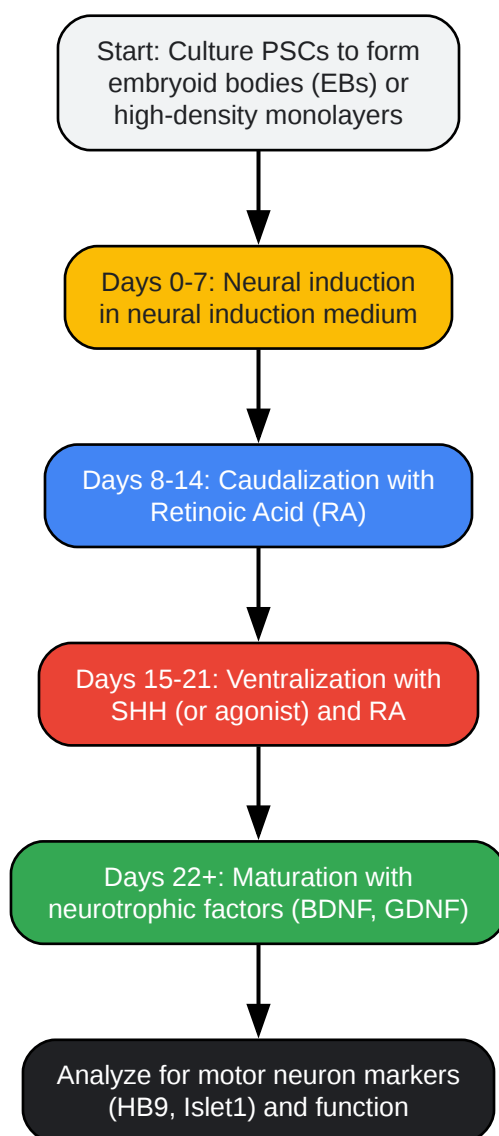 Start: Culture PSCs to form
embryoid bodies (EBs) or
high-density monolayers
Days 0-7: Neural induction
in neural induction medium
Days 8-14: Caudalization with
Retinoic Acid (RA)
Days 15-21: Ventralization with
SHH (or agonist) and RA
Days 22+: Maturation with
neurotrophic factors (BDNF, GDNF)
Analyze for motor neuron markers
(HB9, Islet1) and function